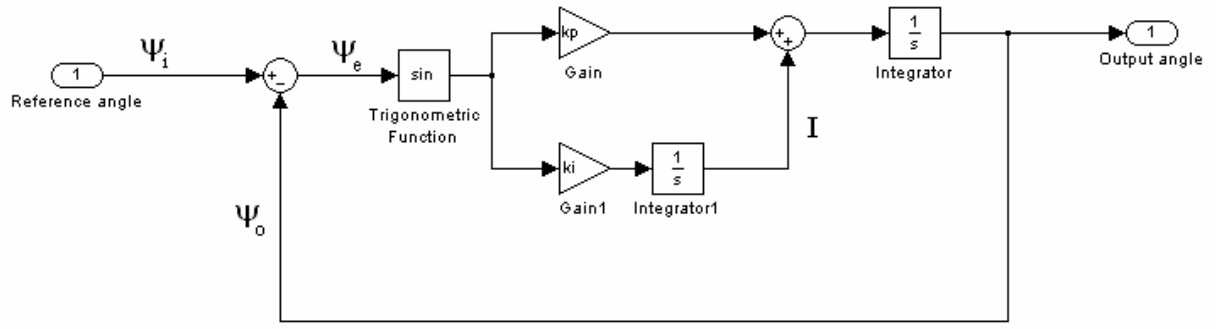 1
Reference angle
Ψi
+
−
Ψe
sin
Trigonometric
Function
kp
Gain
ki
Gain1
1
s
Integrator1
I
+
+
1
s
Integrator
1
Output angle
Ψo